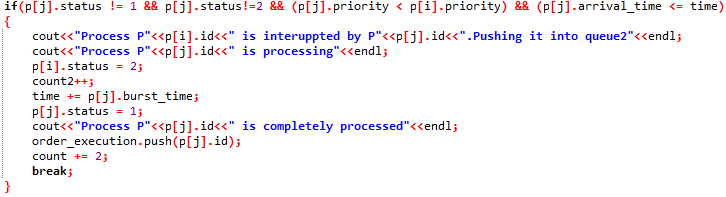 if(p[j].status != 1 && p[j].status!=2 && (p[j].priority < p[i].priority) && (p[j].arrival_time <= time)
{
cout<<"Process P"<<p[i].id<<" is interuppted by P"<<p[j].id<<".Pushing it into queue2"<<endl;
cout<<"Process P"<<p[j].id<<" is processing"<<endl;
p[i].status = 2;
count2++;
time += p[j].burst_time;
p[j].status = 1;
cout<<"Process P"<<p[j].id<<" is completely processed"<<endl;
order_execution.push(p[j].id);
count += 2;
break;
}